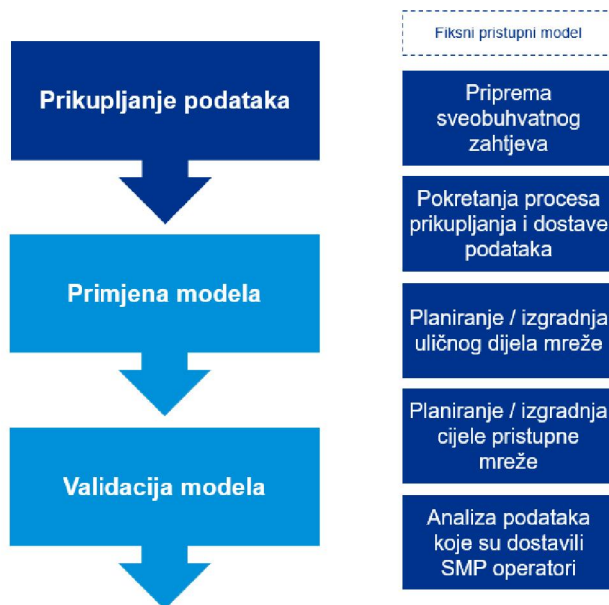 Prikupljanje podataka
Primjena modela
Validacija modela
Fiksni pristupni model
Priprema
sveobuhvatnog
zahtjeva
Pokretanja procesa
prikupljanja i dostave
podataka
Planiranje / izgradnja
uličnog dijela mreže
Planiranje / izgradnja
cijele pristupne
mreže
Analiza podataka
koje su dostavili
SMP operatori